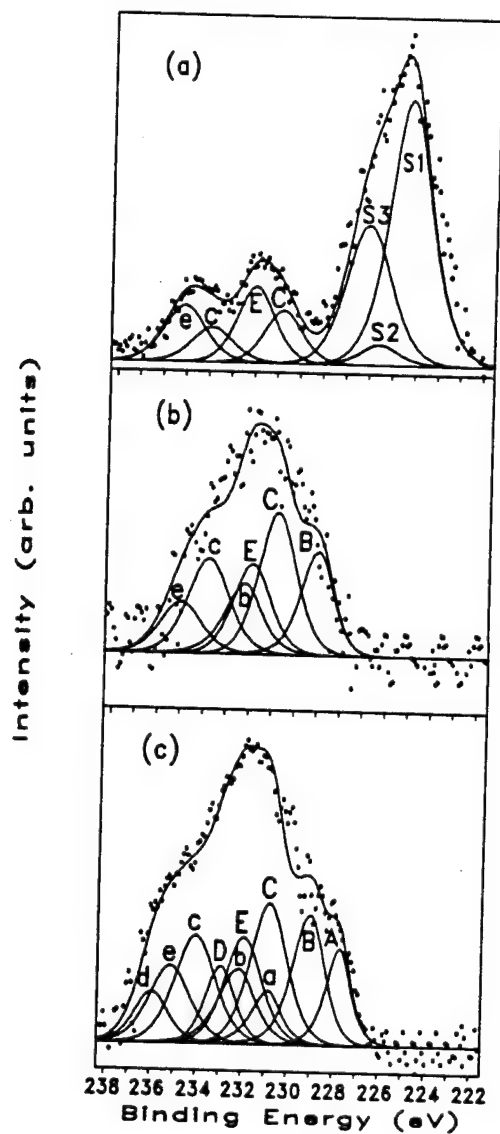 (a)
S1
S3
S2
e C E C
(b)
C
B
c
E
b
e
(c)
C
B
A
c
E
D
b
a
e
d
Intensity (arb. units)
238 236 234 232 230 228 226 224 222
Binding Energy (eV)